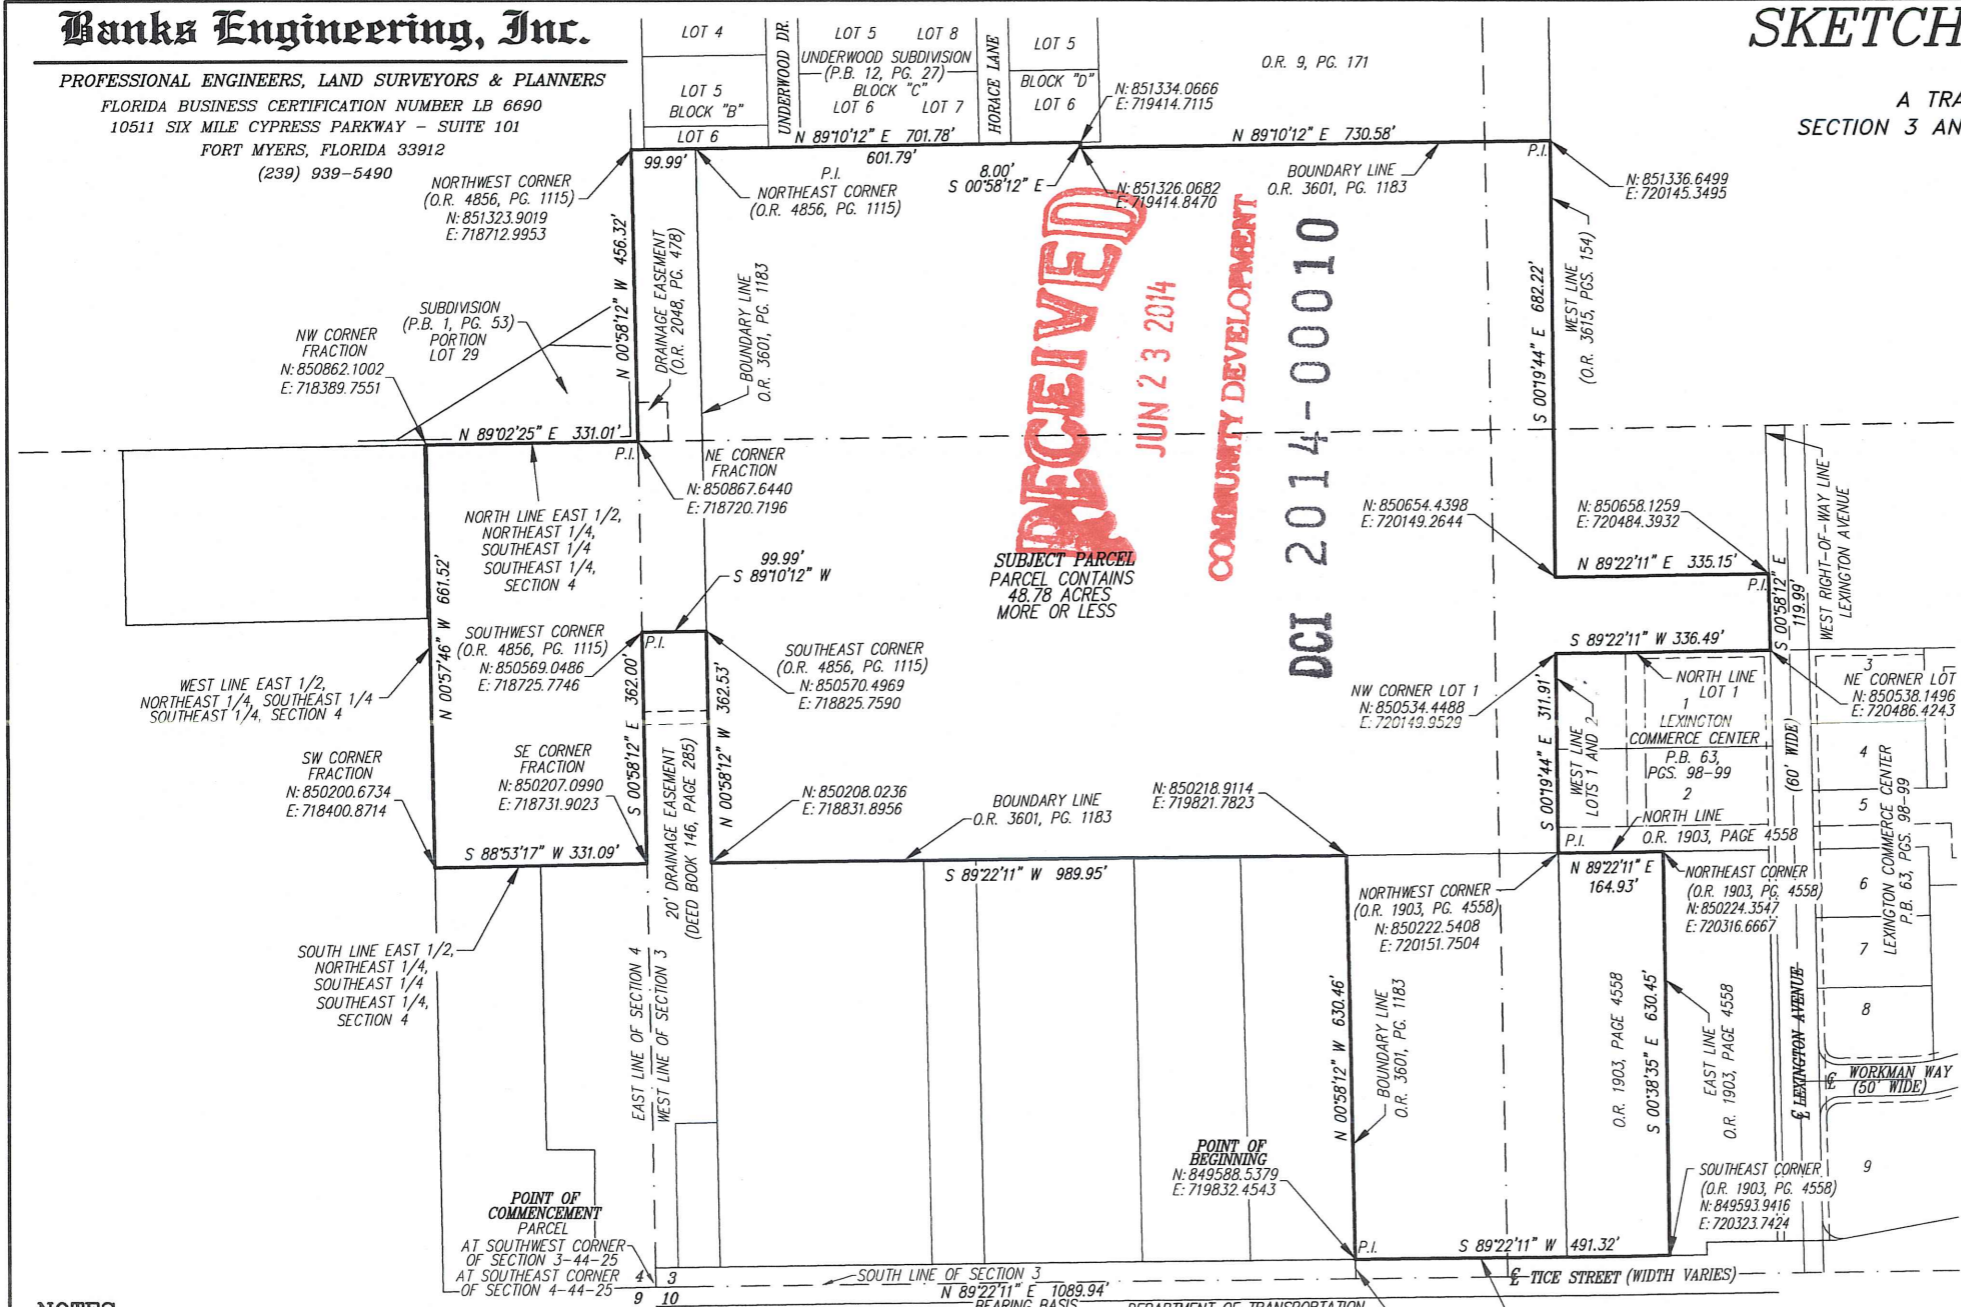 Banks Engineering, Inc.
PROFESSIONAL ENGINEERS, LAND SURVEYORS & PLANNERS
FLORIDA BUSINESS CERTIFICATION NUMBER LB 6690
10511 SIX MILE CYPRESS PARKWAY - SUITE 101
FORT MYERS, FLORIDA 33912
(239) 939-5490
SKETCH
A TRA
SECTION 3 AN
LOT 4
LOT 5
BLOCK "B"
LOT 6
UNDERWOOD DR.
LOT 5 LOT 8
UNDERWOOD SUBDIVISION
(P.B. 12, PG. 27)
BLOCK "C"
LOT 6 LOT 7
HORACE LANE
LOT 5
BLOCK "D"
LOT 6
O.R. 9, PG. 171
N: 851334.0666
E: 719414.7115
N 89°10'12" E 701.78'
N 89°10'12" E 730.58'
99.99'
601.79'
P.I.
NORTHEAST CORNER
(O.R. 4856, PG. 1115)
8.00'
S 00°58'12" E
N: 851326.0682
E: 719414.8470
BOUNDARY LINE
O.R. 3601, PG. 1183
P.I.
N: 851336.6499
E: 720145.3495
NORTHWEST CORNER
(O.R. 4856, PG. 1115)
N: 851323.9019
E: 718712.9953
N 00°58'12" W 456.32'
DRAINAGE EASEMENT
(O.R. 2048, PG. 478)
BOUNDARY LINE
O.R. 3601, PG. 1183
RECEIVED
JUN 23 2014
COMMUNITY DEVELOPMENT
DCI 2014-00010
S 00°19'44" E 682.22'
WEST LINE
(O.R. 3615, PGS. 154)
SUBDIVISION
(P.B. 1, PG. 53)
PORTION
LOT 29
NW CORNER
FRACTION
N: 850862.1002
E: 718389.7551
N 89°02'25" E 331.01'
P.I.
NE CORNER
FRACTION
N: 850867.6440
E: 718720.7196
NORTH LINE EAST 1/2,
NORTHEAST 1/4,
SOUTHEAST 1/4
SOUTHEAST 1/4,
SECTION 4
99.99'
S 89°10'12" W
SUBJECT PARCEL
PARCEL CONTAINS
48.78 ACRES
MORE OR LESS
N: 850654.4398
E: 720149.2644
N: 850658.1259
E: 720484.3932
N 89°22'11" E 335.15'
P.I.
S 00°58'12" E
119.99'
WEST RIGHT-OF-WAY LINE
LEXINGTON AVENUE
N 00°57'46" W 661.52'
SOUTHWEST CORNER
(O.R. 4856, PG. 1115)
N: 850569.0486
E: 718725.7746
P.I.
SOUTHEAST CORNER
(O.R. 4856, PG. 1115)
N: 850570.4969
E: 718825.7590
S 89°22'11" W 336.49'
WEST LINE EAST 1/2,
NORTHEAST 1/4, SOUTHEAST 1/4
SOUTHEAST 1/4, SECTION 4
S 00°58'12" E 362.00'
N 00°58'12" W 362.53'
NW CORNER LOT 1
N: 850534.4488
E: 720149.9529
S 00°19'44" E 311.91'
WEST LINE
LOTS 1 AND 2
NORTH LINE
LOT 1
1
LEXINGTON
COMMERCE CENTER
P.B. 63,
PGS. 98-99
2
NORTH LINE
O.R. 1903, PAGE 4558
3
NE CORNER LOT
N: 850538.1496
E: 720486.4243
(60' WIDE)
4
5
6
7
8
9
LEXINGTON COMMERCE CENTER
P.B. 63, PGS. 98-99
SW CORNER
FRACTION
N: 850200.6734
E: 718400.8714
SE CORNER
FRACTION
N: 850207.0990
E: 718731.9023
20' DRAINAGE EASEMENT
(DEED BOOK 146, PAGE 285)
N: 850208.0236
E: 718831.8956
BOUNDARY LINE
O.R. 3601, PG. 1183
N: 850218.9114
E: 719821.7823
S 88°53'17" W 331.09'
S 89°22'11" W 989.95'
P.I.
N 89°22'11" E
164.93'
NORTHWEST CORNER
(O.R. 1903, PG. 4558)
N: 850222.5408
E: 720151.7504
NORTHEAST CORNER
(O.R. 1903, PG. 4558)
N: 850224.3547
E: 720316.6667
SOUTH LINE EAST 1/2,
NORTHEAST 1/4,
SOUTHEAST 1/4
SOUTHEAST 1/4,
SECTION 4
EAST LINE OF SECTION 4
WEST LINE OF SECTION 3
N 00°58'12" W 630.46'
BOUNDARY LINE
O.R. 3601, PG. 1183
O.R. 1903, PAGE 4558
S 00°38'35" E 630.45'
EAST LINE
O.R. 1903, PAGE 4558
℄ LEXINGTON AVENUE
℄ WORKMAN WAY
(50' WIDE)
POINT OF
BEGINNING
N: 849588.5379
E: 719832.4543
SOUTHEAST CORNER
(O.R. 1903, PG. 4558)
N: 849593.9416
E: 720323.7424
POINT OF
COMMENCEMENT
PARCEL
AT SOUTHWEST CORNER
OF SECTION 3-44-25
AT SOUTHEAST CORNER
OF SECTION 4-44-25
4 3
9 10
P.I.
S 89°22'11" W 491.32'
℄ TICE STREET (WIDTH VARIES)
SOUTH LINE OF SECTION 3
N 89°22'11" E 1089.94'
BEARING BASIS
DEPARTMENT OF TRANSPORTATION
NOTES